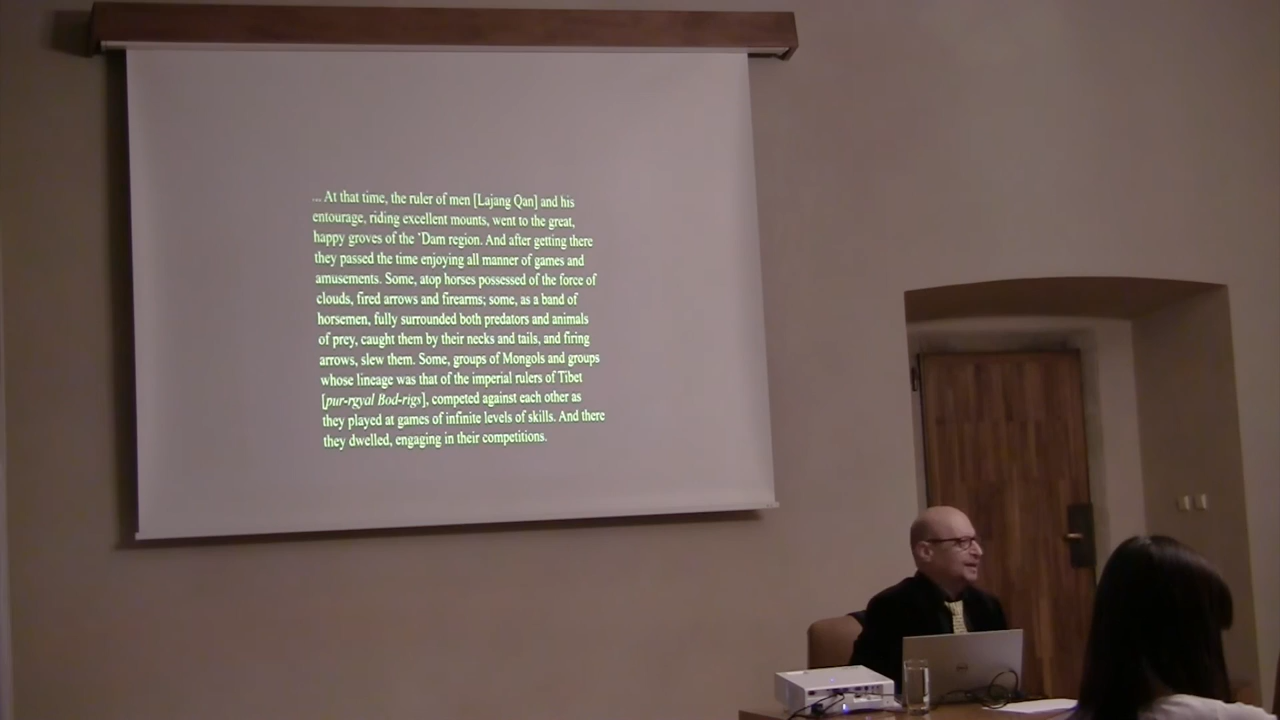 ... At that time, the ruler of men [Lajang Qan] and his
entourage, riding excellent mounts, went to the great,
happy groves of the 'Dam region. And after getting there
they passed the time enjoying all manner of games and
amusements. Some, atop horses possessed of the force of
clouds, fired arrows and firearms; some, as a band of
horsemen, fully surrounded both predators and animals
of prey, caught them by their necks and tails, and firing
arrows, slew them. Some, groups of Mongols and groups
whose lineage was that of the imperial rulers of Tibet
[pur-rgyal Bod-rigs], competed against each other as
they played at games of infinite levels of skills. And there
they dwelled, engaging in their competitions.